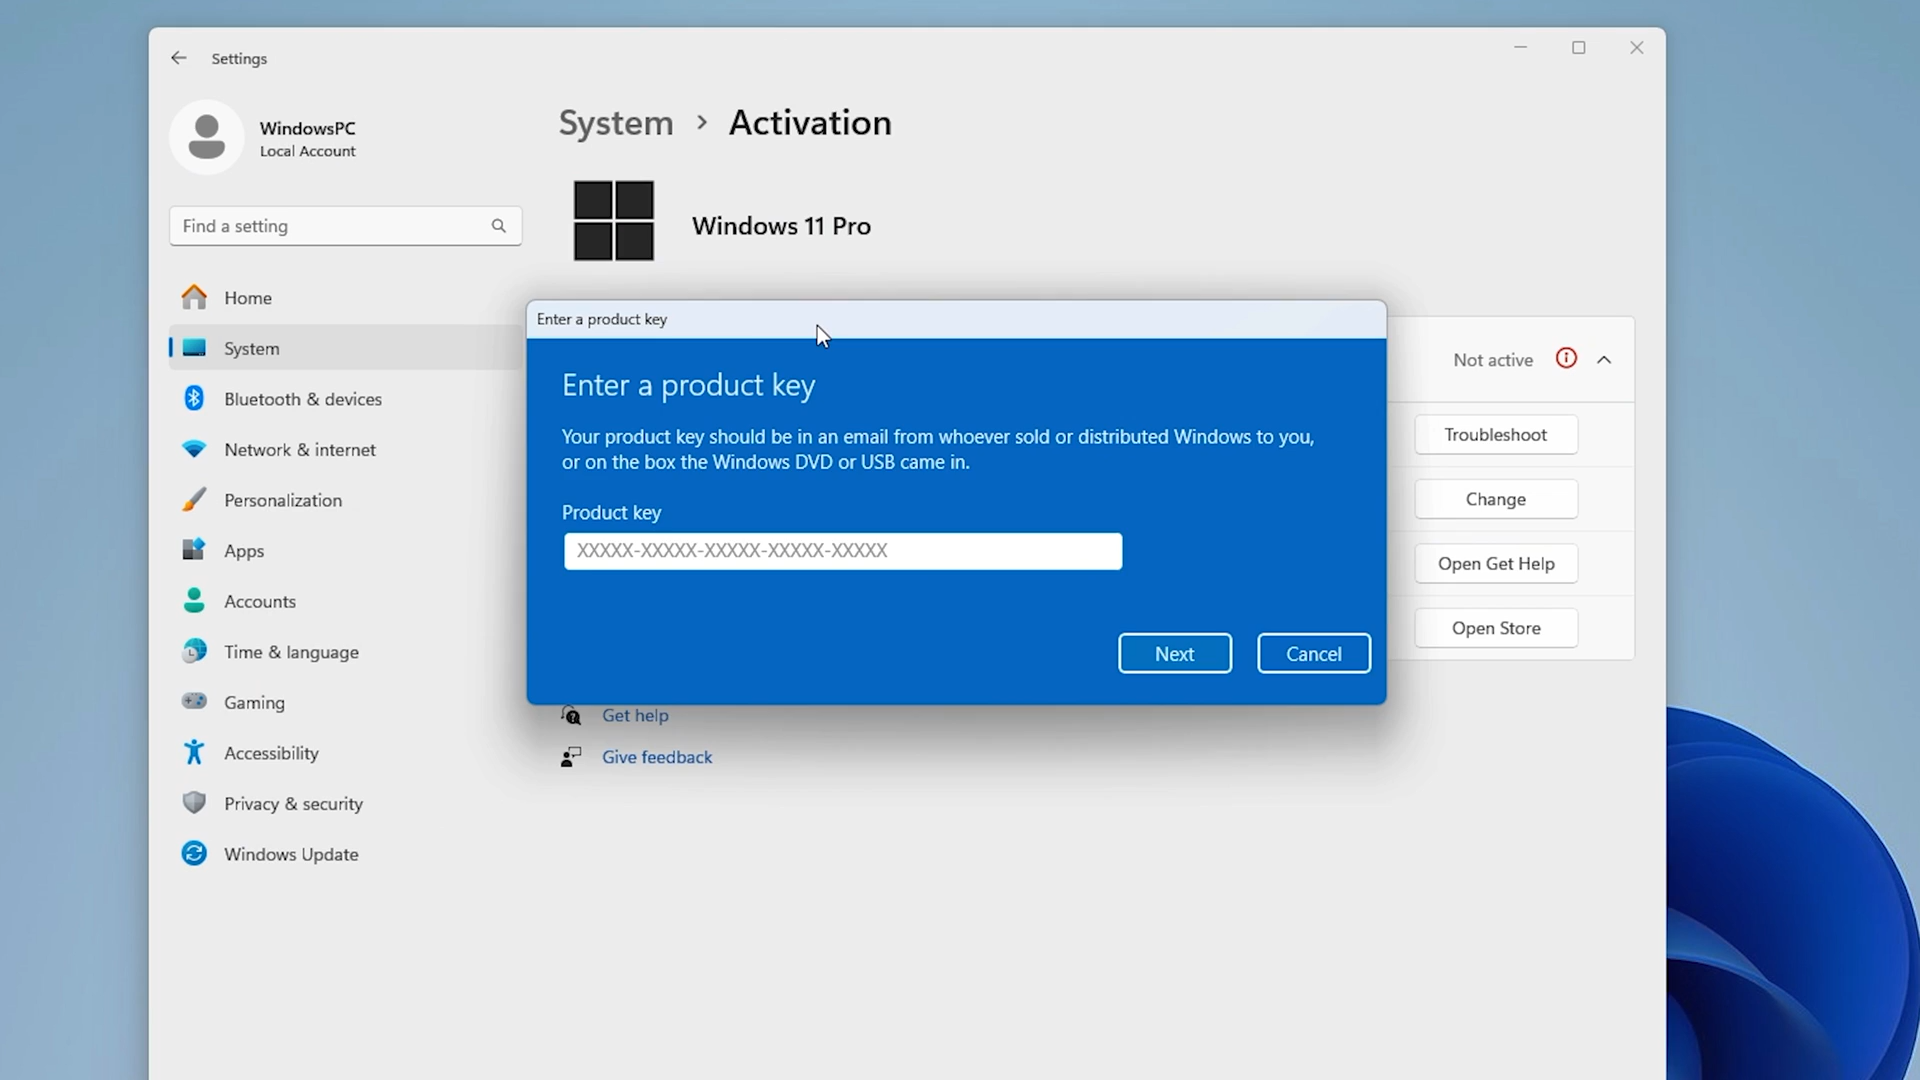 Settings
WindowsPC
Local Account
Find a setting
Home
System
Bluetooth & devices
Network & internet
Personalization
Apps
Accounts
Time & language
Gaming
Accessibility
Privacy & security
Windows Update
System > Activation
Windows 11 Pro
Not active
Troubleshoot
Change
Open Get Help
Open Store
Enter a product key
Enter a product key
Your product key should be in an email from whoever sold or distributed Windows to you,
or on the box the Windows DVD or USB came in.
Product key
XXXXX-XXXXX-XXXXX-XXXXX-XXXXX
Next
Cancel
Get help
Give feedback